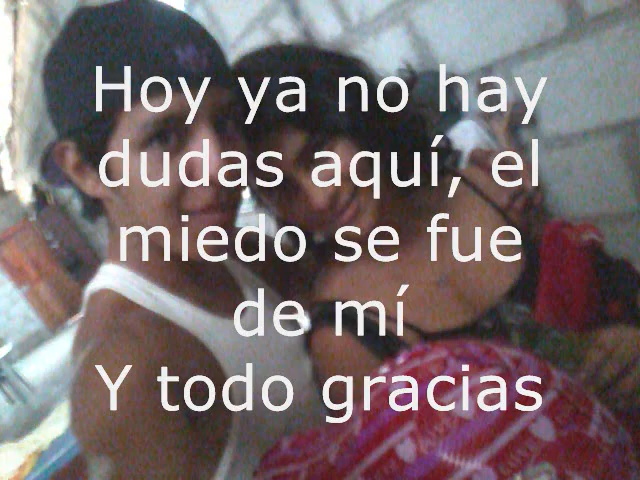 Hoy ya no hay
dudas aquí, el
miedo se fue
de mí
Y todo gracias